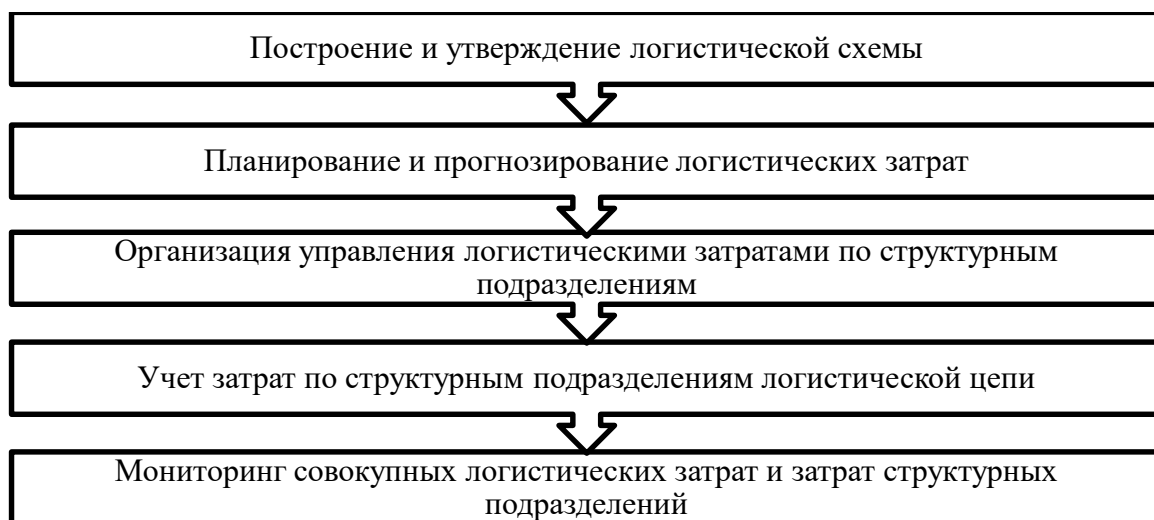 Построение и утверждение логистической схемы
Планирование и прогнозирование логистических затрат
Организация управления логистическими затратами по структурным
подразделениям
Учет затрат по структурным подразделениям логистической цепи
Мониторинг совокупных логистических затрат и затрат структурных
подразделений